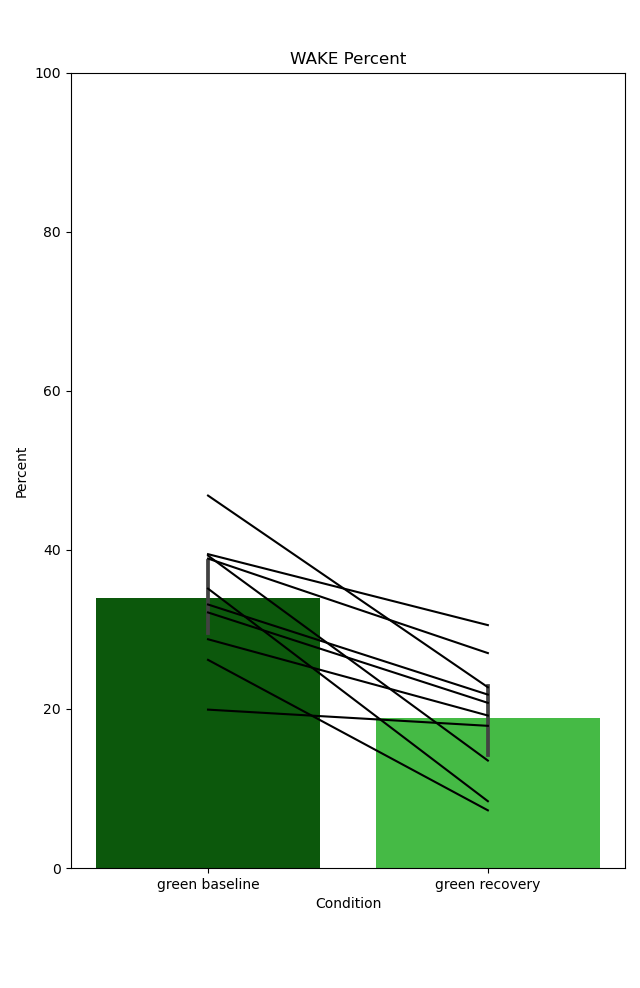 WAKE Percent
100
80
60
40
20
0
Percent
green baseline
green recovery
Condition